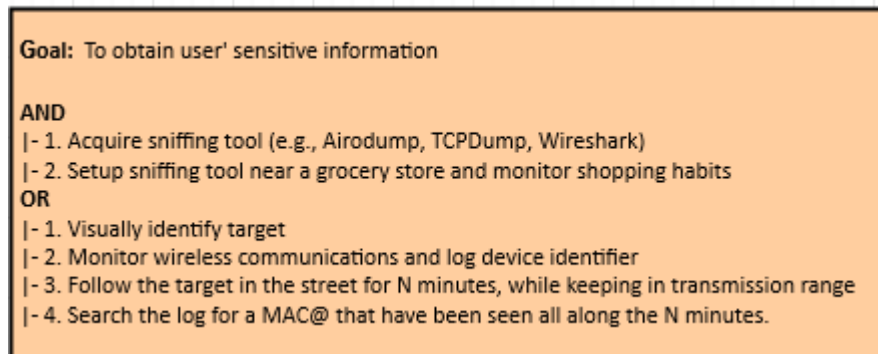 Goal: To obtain user' sensitive information
AND
|- 1. Acquire sniffing tool (e.g., Airodump, TCPDump, Wireshark)
|- 2. Setup sniffing tool near a grocery store and monitor shopping habits
OR
|- 1. Visually identify target
|- 2. Monitor wireless communications and log device identifier
|- 3. Follow the target in the street for N minutes, while keeping in transmission range
|- 4. Search the log for a MAC@ that have been seen all along the N minutes.